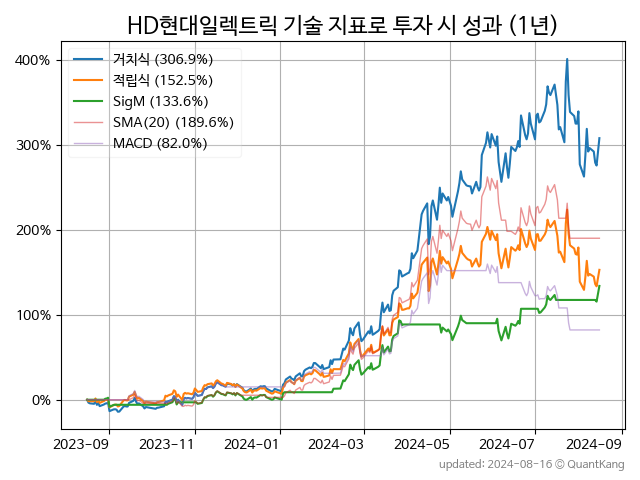 HD현대일렉트릭 기술 지표로 투자 시 성과 (1년)
400%
300%
200%
100%
0%
거치식 (306.9%)
적립식 (152.5%)
SigM (133.6%)
SMA(20) (189.6%)
MACD (82.0%)
2023-09
2023-11
2024-01
2024-03
2024-05
2024-07
2024-09
updated: 2024-08-16 © QuantKang